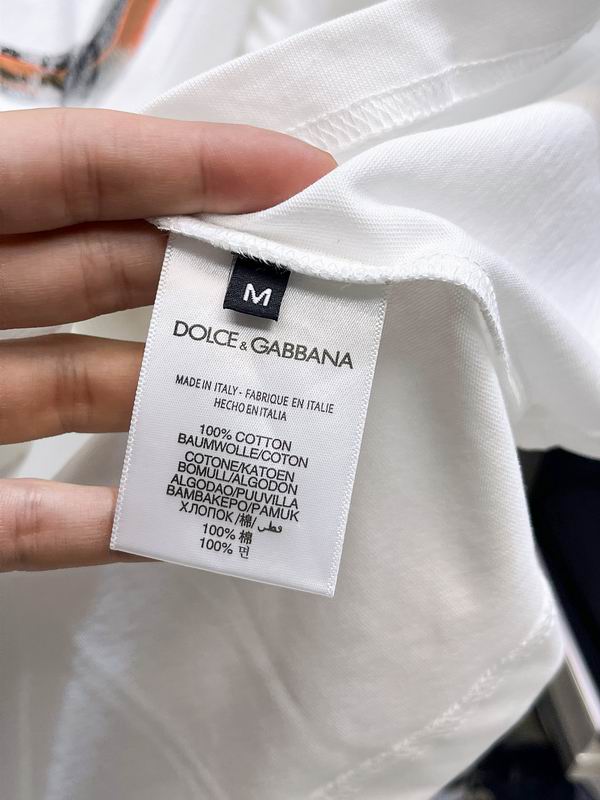 M
DOLCE & GABBANA
MADE IN ITALY - FABRIQUE EN ITALIE
HECHO EN ITALIA
100% COTTON
BAUMWOLLE/COTON
COTONE/KATOEN
BOMULL/ALGODON
ALGODAO/PUUVILLA
BAMBAKEPO/PAMUK
ХЛОПОК/棉/قطر
100% 棉
100% 면